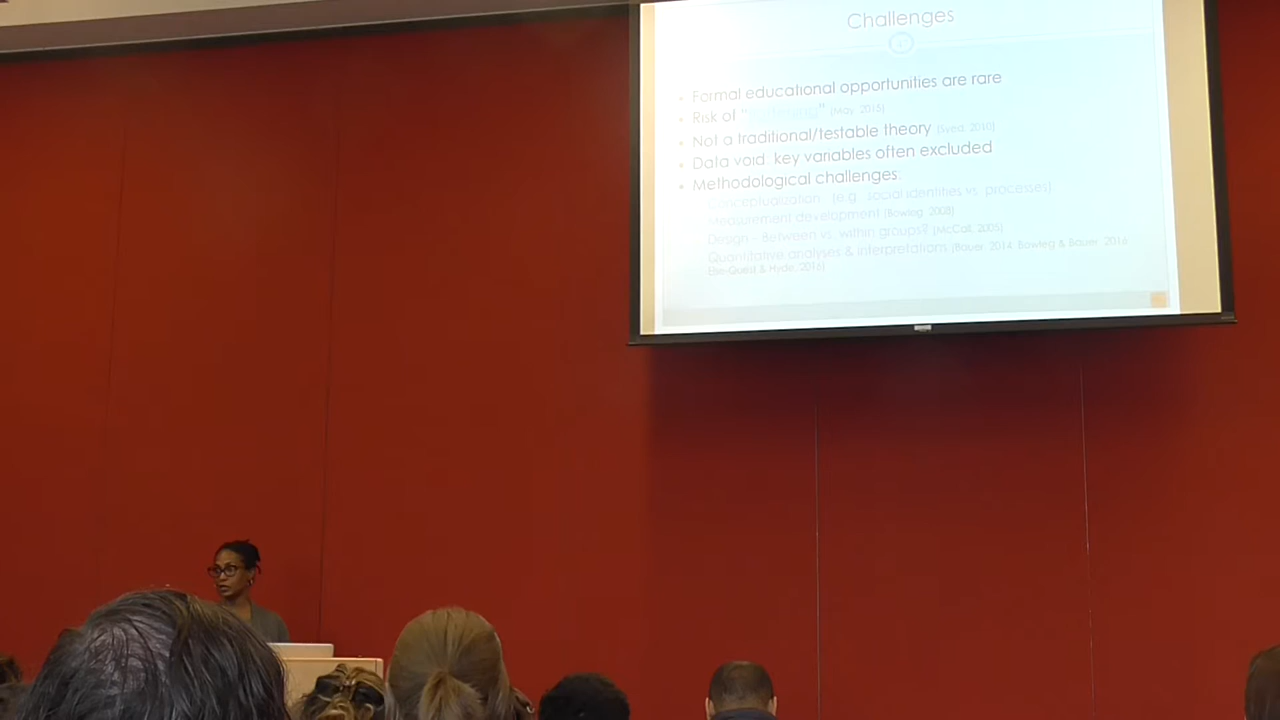 Challenges
Formal educational opportunities are rare
Risk of “ ” (May, 2015)
Not a traditional/testable theory (Syed, 2010)
Data void: key variables often excluded
Methodological challenges:
Conceptualization (e.g. social identities vs. processes)
Measurement development (Bowleg, 2008)
Design - Between vs. within groups? (McCall, 2005)
Quantitative analyses & interpretations (Bauer, 2014; Bowleg & Bauer, 2016;
Else-Quest & Hyde, 2016)